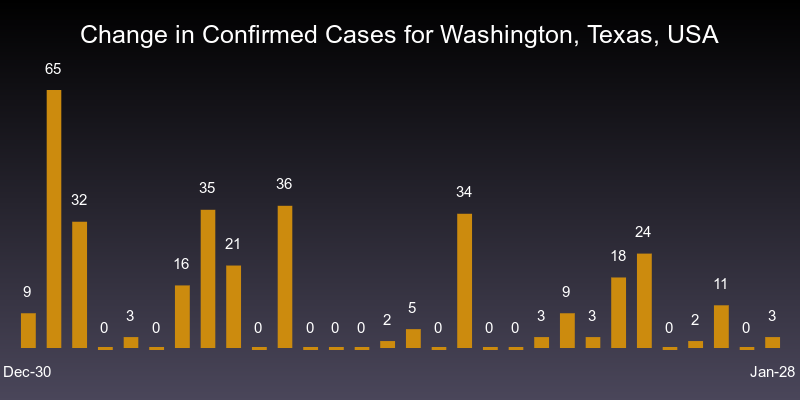 Change in Confirmed Cases for Washington, Texas, USA
9 65 32 0 3 0 16 35 21 0 36 0 0 0 2 5 0 34 0 0 3 9 3 18 24 0 2 11 0 3
Dec-30 Jan-28